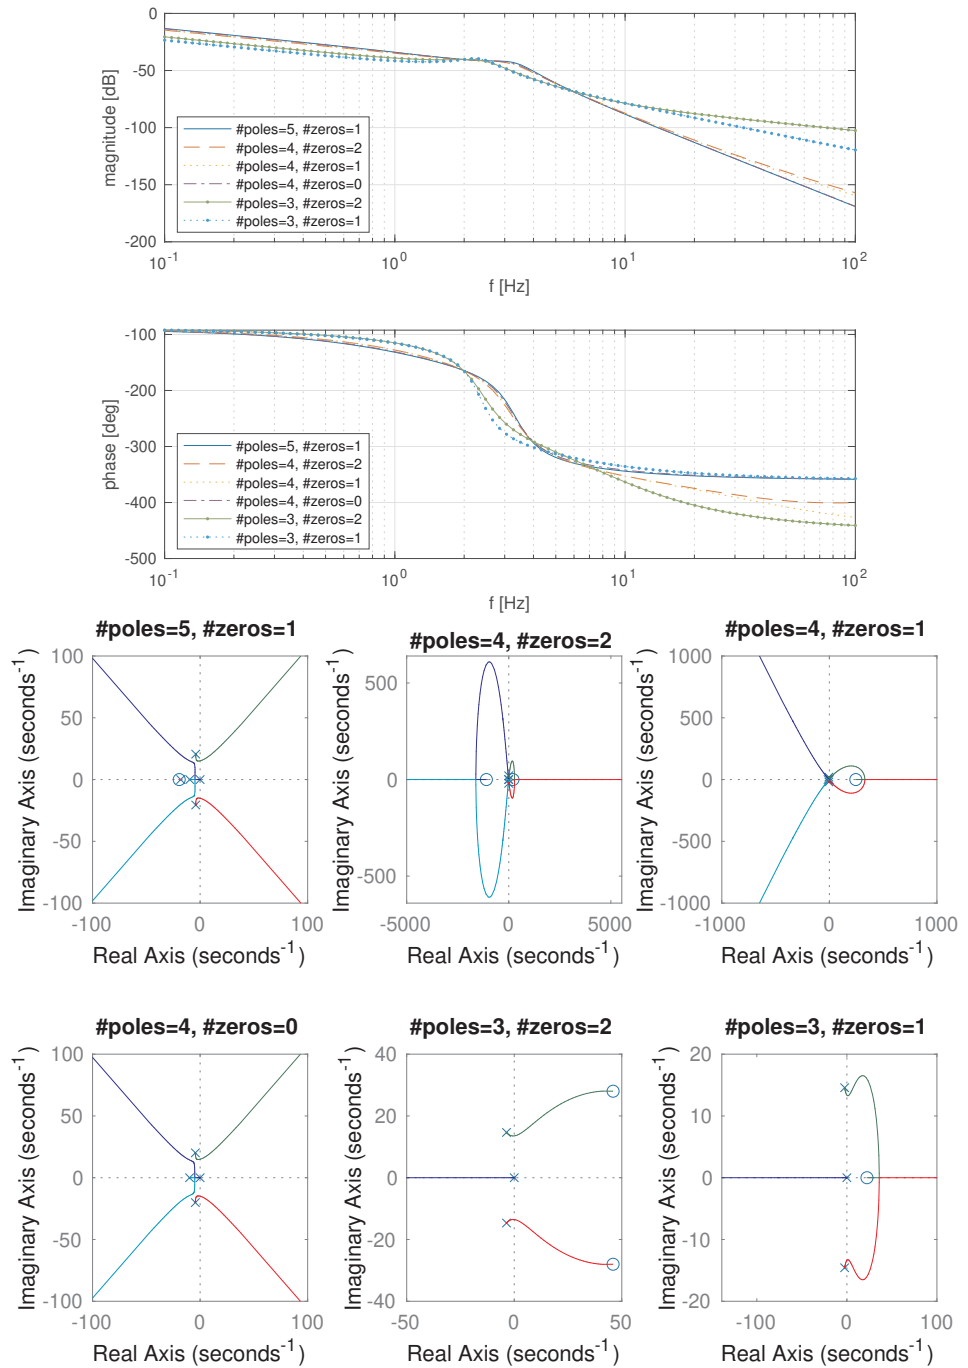 0
-50
-100
-150
-200
magnitude [dB]
#poles=5, #zeros=1
#poles=4, #zeros=2
#poles=4, #zeros=1
#poles=4, #zeros=0
#poles=3, #zeros=2
#poles=3, #zeros=1
10^-1 10^0 10^1 10^2
f [Hz]
-100
-200
-300
-400
-500
phase [deg]
#poles=5, #zeros=1
#poles=4, #zeros=2
#poles=4, #zeros=1
#poles=4, #zeros=0
#poles=3, #zeros=2
#poles=3, #zeros=1
10^-1 10^0 10^1 10^2
f [Hz]
#poles=5, #zeros=1
Imaginary Axis (seconds^-1)
100
50
0
-50
-100
-100 0 100
Real Axis (seconds^-1)
#poles=4, #zeros=2
Imaginary Axis (seconds^-1)
500
0
-500
-5000 0 5000
Real Axis (seconds^-1)
#poles=4, #zeros=1
Imaginary Axis (seconds^-1)
1000
500
0
-500
-1000
-1000 0 1000
Real Axis (seconds^-1)
#poles=4, #zeros=0
Imaginary Axis (seconds^-1)
100
50
0
-50
-100
-100 0 100
Real Axis (seconds^-1)
#poles=3, #zeros=2
Imaginary Axis (seconds^-1)
40
20
0
-20
-40
-50 0 50
Real Axis (seconds^-1)
#poles=3, #zeros=1
Imaginary Axis (seconds^-1)
20
10
0
-10
-20
-100 0 100
Real Axis (seconds^-1)